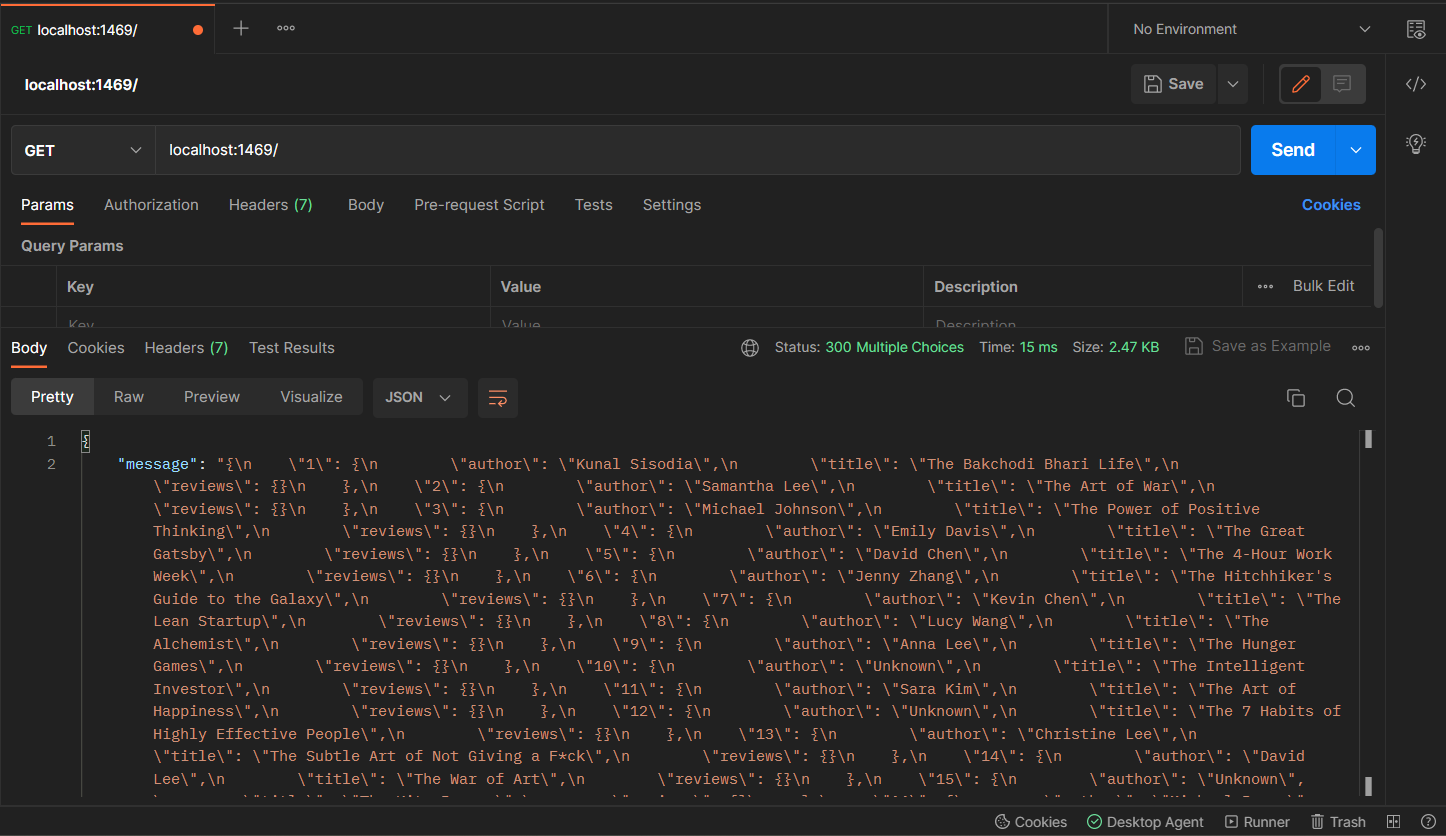 GET localhost:1469/
No Environment
localhost:1469/
Save
GET localhost:1469/ Send
Params Authorization Headers (7) Body Pre-request Script Tests Settings Cookies
Query Params
Key Value Description Bulk Edit
Key Value Description
Body Cookies Headers (7) Test Results Status: 300 Multiple Choices Time: 15 ms Size: 2.47 KB Save as Example
Pretty Raw Preview Visualize JSON
1 {
2 "message": "{\n    \"1\": {\n        \"author\": \"Kunal Sisodia\",\n        \"title\": \"The Bakchodi Bhari Life\",\n
\"reviews\": {}\n    },\n    \"2\": {\n        \"author\": \"Samantha Lee\",\n        \"title\": \"The Art of War\",\n
\"reviews\": {}\n    },\n    \"3\": {\n        \"author\": \"Michael Johnson\",\n        \"title\": \"The Power of Positive
Thinking\",\n        \"reviews\": {}\n    },\n    \"4\": {\n        \"author\": \"Emily Davis\",\n        \"title\": \"The Great
Gatsby\",\n        \"reviews\": {}\n    },\n    \"5\": {\n        \"author\": \"David Chen\",\n        \"title\": \"The 4-Hour Work
Week\",\n        \"reviews\": {}\n    },\n    \"6\": {\n        \"author\": \"Jenny Zhang\",\n        \"title\": \"The Hitchhiker's
Guide to the Galaxy\",\n        \"reviews\": {}\n    },\n    \"7\": {\n        \"author\": \"Kevin Chen\",\n        \"title\": \"The
Lean Startup\",\n        \"reviews\": {}\n    },\n    \"8\": {\n        \"author\": \"Lucy Wang\",\n        \"title\": \"The
Alchemist\",\n        \"reviews\": {}\n    },\n    \"9\": {\n        \"author\": \"Anna Lee\",\n        \"title\": \"The Hunger
Games\",\n        \"reviews\": {}\n    },\n    \"10\": {\n        \"author\": \"Unknown\",\n        \"title\": \"The Intelligent
Investor\",\n        \"reviews\": {}\n    },\n    \"11\": {\n        \"author\": \"Sara Kim\",\n        \"title\": \"The Art of
Happiness\",\n        \"reviews\": {}\n    },\n    \"12\": {\n        \"author\": \"Unknown\",\n        \"title\": \"The 7 Habits of
Highly Effective People\",\n        \"reviews\": {}\n    },\n    \"13\": {\n        \"author\": \"Christine Lee\",\n
\"title\": \"The Subtle Art of Not Giving a F*ck\",\n        \"reviews\": {}\n    },\n    \"14\": {\n        \"author\": \"David
Lee\",\n        \"title\": \"The War of Art\",\n        \"reviews\": {}\n    },\n    \"15\": {\n        \"author\": \"Unknown\",
Cookies Desktop Agent Runner Trash